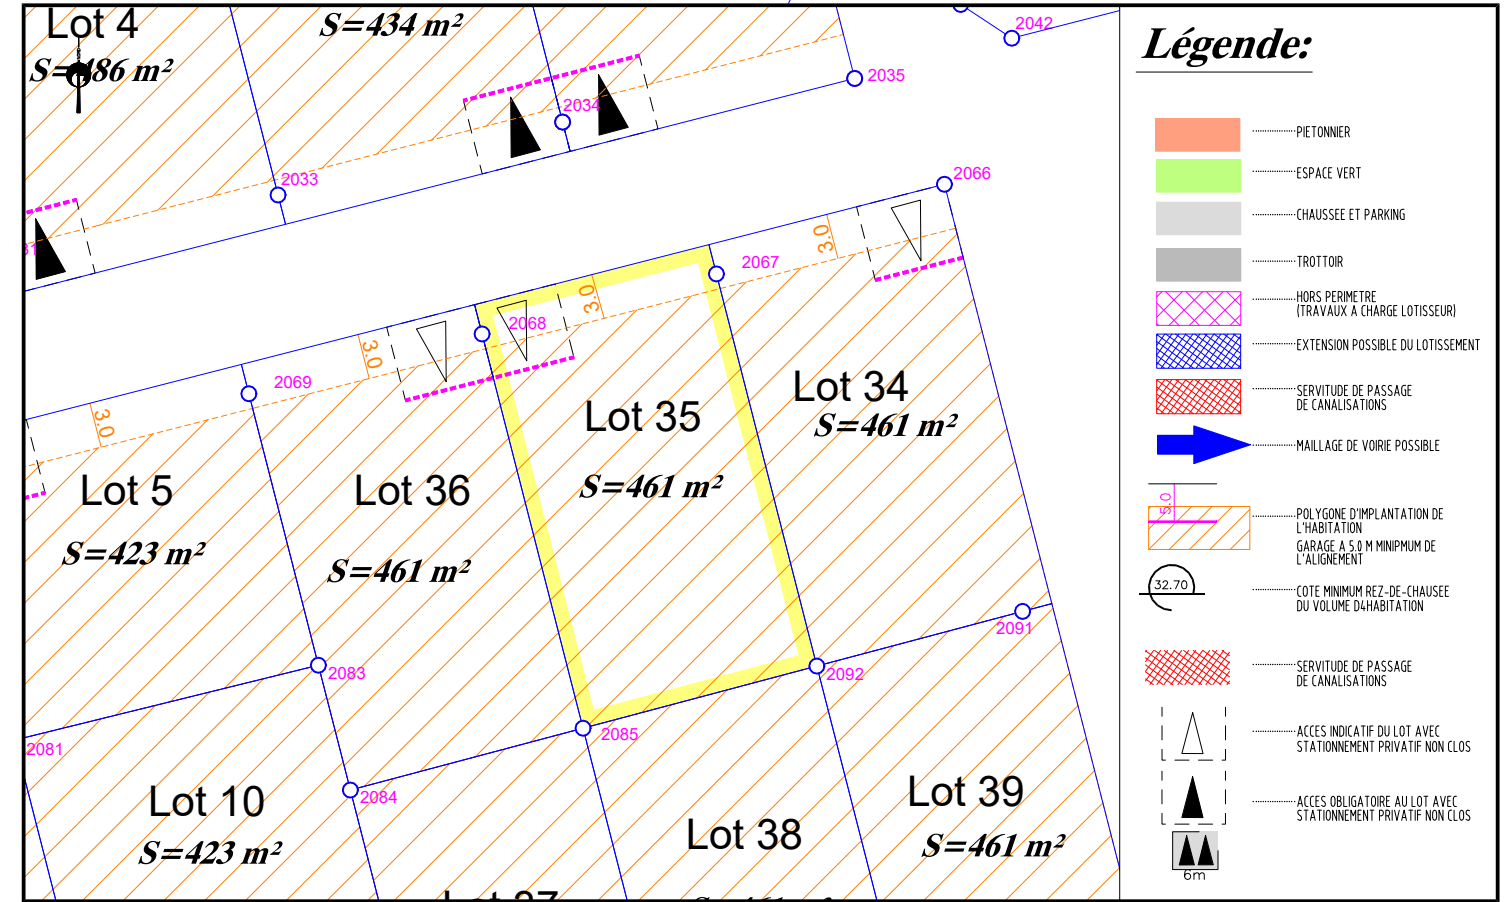 Lot 4
S=434 m²
S=486 m²
2042
2035
2034
2033
2066
2067
3.0
3.0
2068
3.0
2069
3.0
Lot 34
S=461 m²
Lot 35
S=461 m²
Lot 36
S=461 m²
Lot 5
S=423 m²
2091
2092
2083
2085
2081
2084
Lot 10
S=423 m²
Lot 39
S=461 m²
Lot 38
Légende:
PIETONNIER
ESPACE VERT
CHAUSSEE ET PARKING
TROTTOIR
HORS PERIMETRE
(TRAVAUX A CHARGE LOTISSEUR)
EXTENSION POSSIBLE DU LOTISSEMENT
SERVITUDE DE PASSAGE
DE CANALISATIONS
MAILLAGE DE VOIRIE POSSIBLE
5.0
POLYGONE D'IMPLANTATION DE
L'HABITATION
GARAGE A 5.0 M MINIPMUM DE
L'ALIGNEMENT
32.70
COTE MINIMUM REZ-DE-CHAUSEE
DU VOLUME D4HABITATION
SERVITUDE DE PASSAGE
DE CANALISATIONS
ACCES INDICATIF DU LOT AVEC
STATIONNEMENT PRIVATIF NON CLOS
ACCES OBLIGATOIRE AU LOT AVEC
STATIONNEMENT PRIVATIF NON CLOS
6m